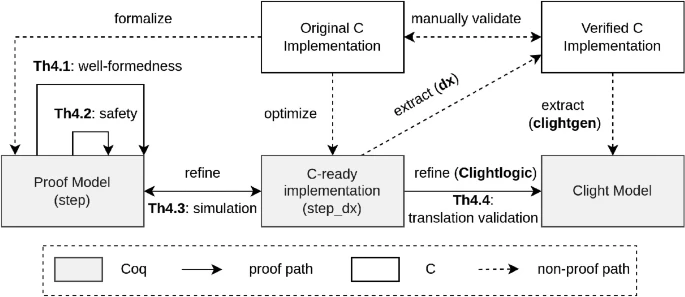 formalize
Original C
Implementation
manually validate
Verified C
Implementation
Th4.1: well-formedness
Th4.2: safety
optimize
extract (dx)
extract
(clightgen)
Proof Model
(step)
refine
Th4.3: simulation
C-ready
implementation
(step_dx)
refine (Clightlogic)
Th4.4:
translation validation
Clight Model
Coq
proof path
C
non-proof path